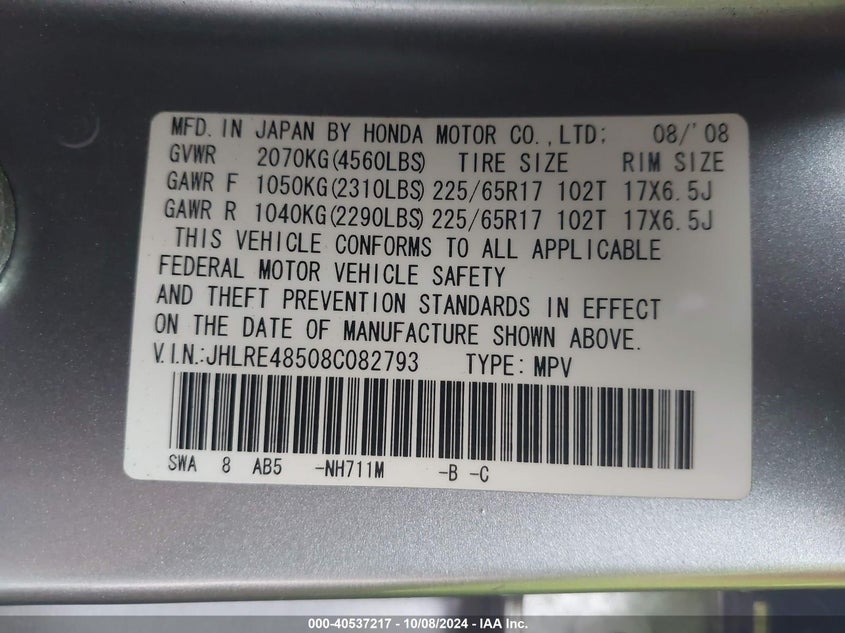 MFD. IN JAPAN BY HONDA MOTOR CO.,LTD: 08/'08
GVWR 2070KG(4560LBS) TIRE SIZE RIM SIZE
GAWR F 1050KG(2310LBS) 225/65R17 102T 17X6.5J
GAWR R 1040KG(2290LBS) 225/65R17 102T 17X6.5J
THIS VEHICLE CONFORMS TO ALL APPLICABLE
FEDERAL MOTOR VEHICLE SAFETY
AND THEFT PREVENTION STANDARDS IN EFFECT
ON THE DATE OF MANUFACTURE SHOWN ABOVE.
V.I.N.:JHLRE48508C082793 TYPE: MPV
SWA 8 AB5 -NH711M -B -C
000-40537217 - 10/08/2024 - IAA Inc.